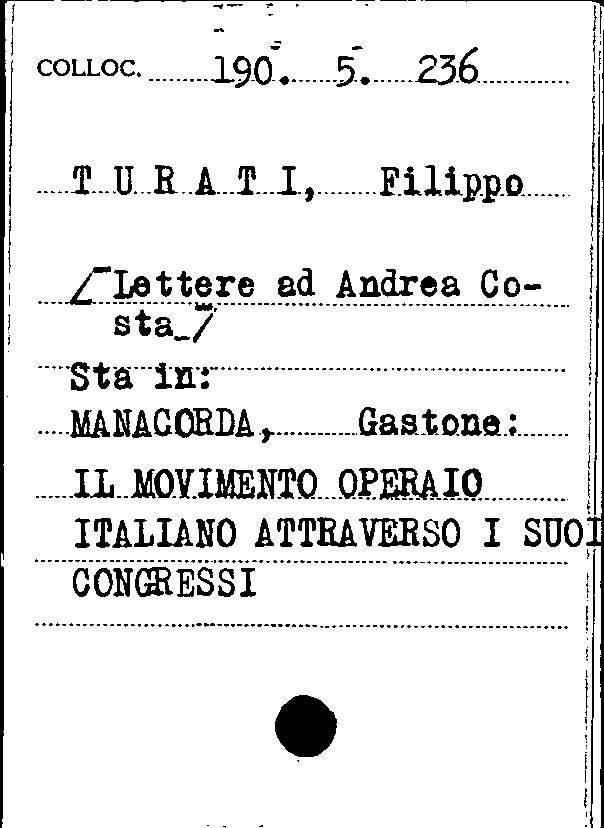 COLLOC. 190. 5. 236
T U R A T I, Filippo
[Lettere ad Andrea Co-
sta_]
Sta in:
MANACORDA, Gastone:
IL MOVIMENTO OPERAIO
ITALIANO ATTRAVERSO I SUOI
CONGRESSI